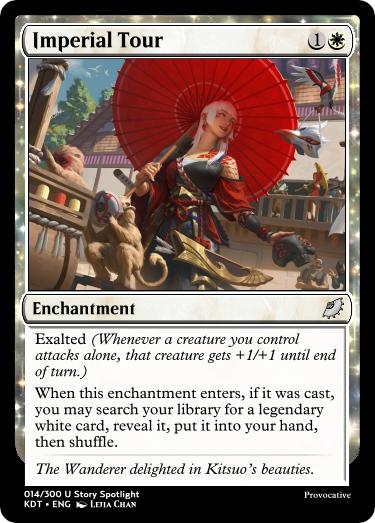 Imperial Tour 1
Enchantment
Exalted (Whenever a creature you control
attacks alone, that creature gets +1/+1 until end
of turn.)
When this enchantment enters, if it was cast,
you may search your library for a legendary
white card, reveal it, put it into your hand,
then shuffle.
The Wanderer delighted in Kitsuo's beauties.
014/300 U Story Spotlight
KDT • ENG Lejia Chan
Provocative